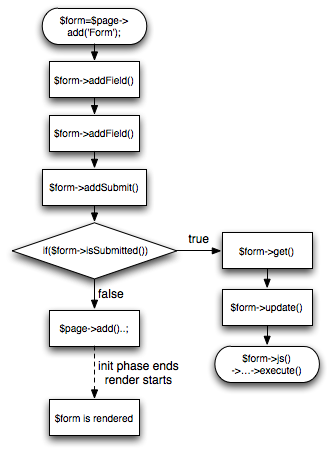 $form=$page->
add('Form');
$form->addField()
$form->addField()
$form->addSubmit()
if($form->isSubmitted())
true
$form->get()
false
$form->update()
$page->add()..;
$form->js()
->...->execute()
init phase ends
render starts
$form is rendered